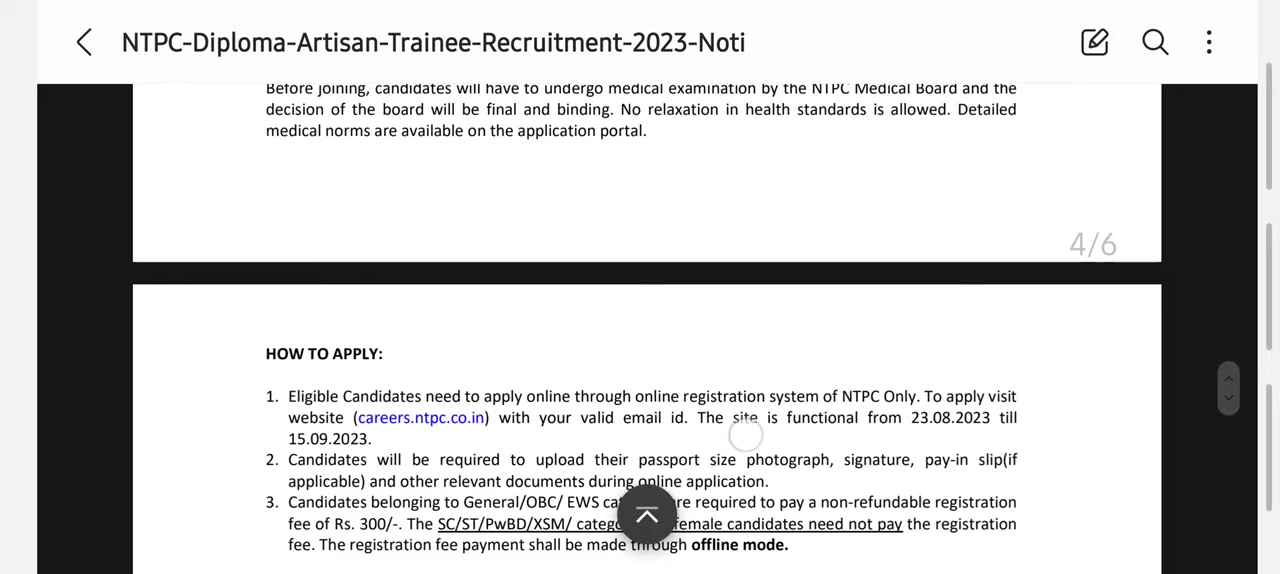 NTPC-Diploma-Artisan-Trainee-Recruitment-2023-Noti
Before joining, candidates will have to undergo medical examination by the NTPC Medical Board and the
decision of the board will be final and binding. No relaxation in health standards is allowed. Detailed
medical norms are available on the application portal.
4/6
HOW TO APPLY:
1. Eligible Candidates need to apply online through online registration system of NTPC Only. To apply visit
website (careers.ntpc.co.in) with your valid email id. The site is functional from 23.08.2023 till
15.09.2023.
2. Candidates will be required to upload their passport size photograph, signature, pay-in slip(if
applicable) and other relevant documents during online application.
3. Candidates belonging to General/OBC/ EWS required to pay a non-refundable registration
fee of Rs. 300/-. The SC/ST/PwBD/XSM/ female candidates need not pay the registration
fee. The registration fee payment shall be made through offline mode.